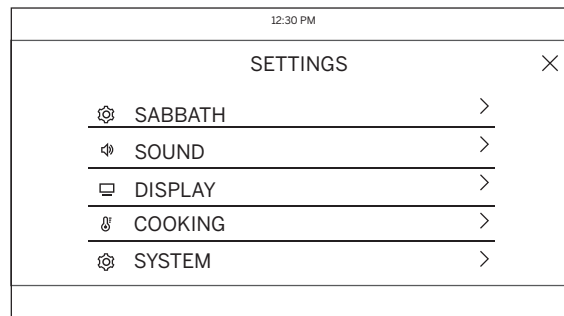 12:30 PM
SETTINGS
SABBATH
SOUND
DISPLAY
COOKING
SYSTEM